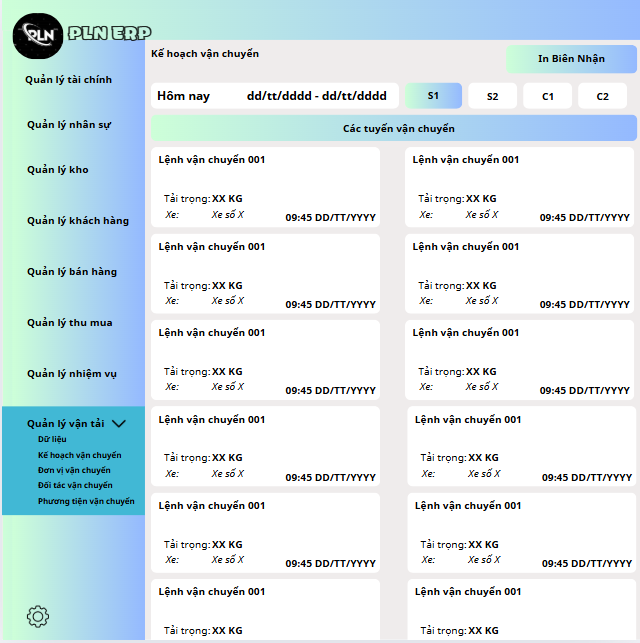 PLN
PLN ERP
Quản lý tài chính
Quản lý nhân sự
Quản lý kho
Quản lý khách hàng
Quản lý bán hàng
Quản lý thu mua
Quản lý nhiệm vụ
Quản lý vận tải
Dữ liệu
Kế hoạch vận chuyển
Đơn vị vận chuyển
Đối tác vận chuyển
Phương tiện vận chuyển
Kế hoạch vận chuyển
In Biên Nhận
Hôm nay dd/tt/dddd - dd/tt/dddd S1 S2 C1 C2
Các tuyến vận chuyển
Lệnh vận chuyển 001
Tải trọng: XX KG
Xe: Xe số X
09:45 DD/TT/YYYY
Lệnh vận chuyển 001
Tải trọng: XX KG
Xe: Xe số X
09:45 DD/TT/YYYY
Lệnh vận chuyển 001
Tải trọng: XX KG
Xe: Xe số X
09:45 DD/TT/YYYY
Lệnh vận chuyển 001
Tải trọng: XX KG
Xe: Xe số X
09:45 DD/TT/YYYY
Lệnh vận chuyển 001
Tải trọng: XX KG
Xe: Xe số X
09:45 DD/TT/YYYY
Lệnh vận chuyển 001
Tải trọng: XX KG
Xe: Xe số X
09:45 DD/TT/YYYY
Lệnh vận chuyển 001
Tải trọng: XX KG
Xe: Xe số X
09:45 DD/TT/YYYY
Lệnh vận chuyển 001
Tải trọng: XX KG
Xe: Xe số X
09:45 DD/TT/YYYY
Lệnh vận chuyển 001
Tải trọng: XX KG
Xe: Xe số X
09:45 DD/TT/YYYY
Lệnh vận chuyển 001
Tải trọng: XX KG
Xe: Xe số X
09:45 DD/TT/YYYY
Lệnh vận chuyển 001
Tải trọng: XX KG
Lệnh vận chuyển 001
Tải trọng: XX KG